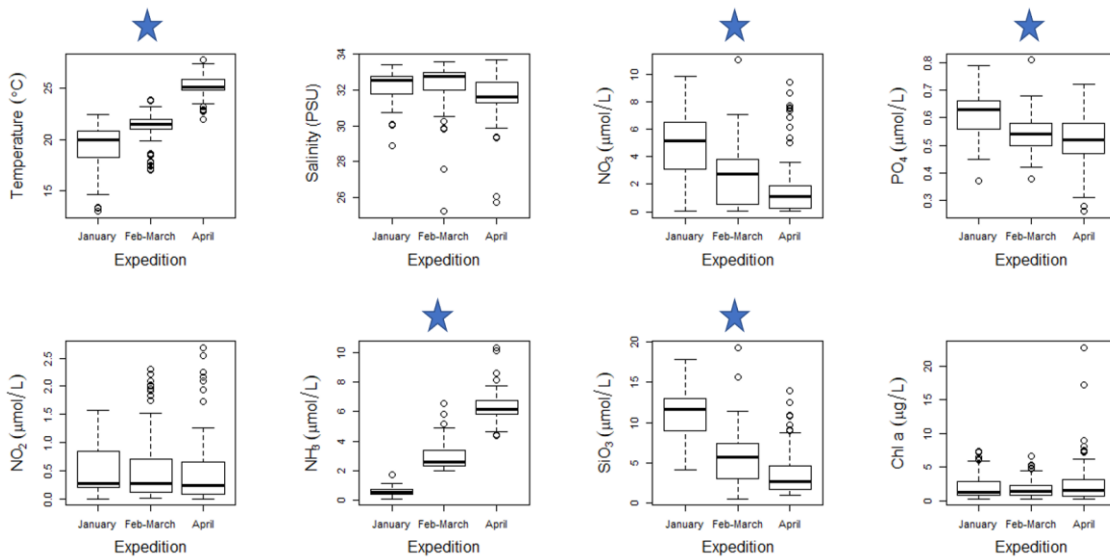 Temperature (°C)
25
20
15
January Feb-March April
Expedition
Salinity (PSU)
34
32
30
28
26
January Feb-March April
Expedition
NO3 (μmol/L)
10
8
6
4
2
0
January Feb-March April
Expedition
PO4 (μmol/L)
0.8
0.7
0.6
0.5
0.4
0.3
January Feb-March April
Expedition
NO2 (μmol/L)
2.5
2.0
1.5
1.0
0.5
0.0
January Feb-March April
Expedition
NH3 (μmol/L)
10
8
6
4
2
0
January Feb-March April
Expedition
SiO3 (μmol/L)
20
15
10
5
0
January Feb-March April
Expedition
Chl a (μg/L)
20
15
10
5
0
January Feb-March April
Expedition